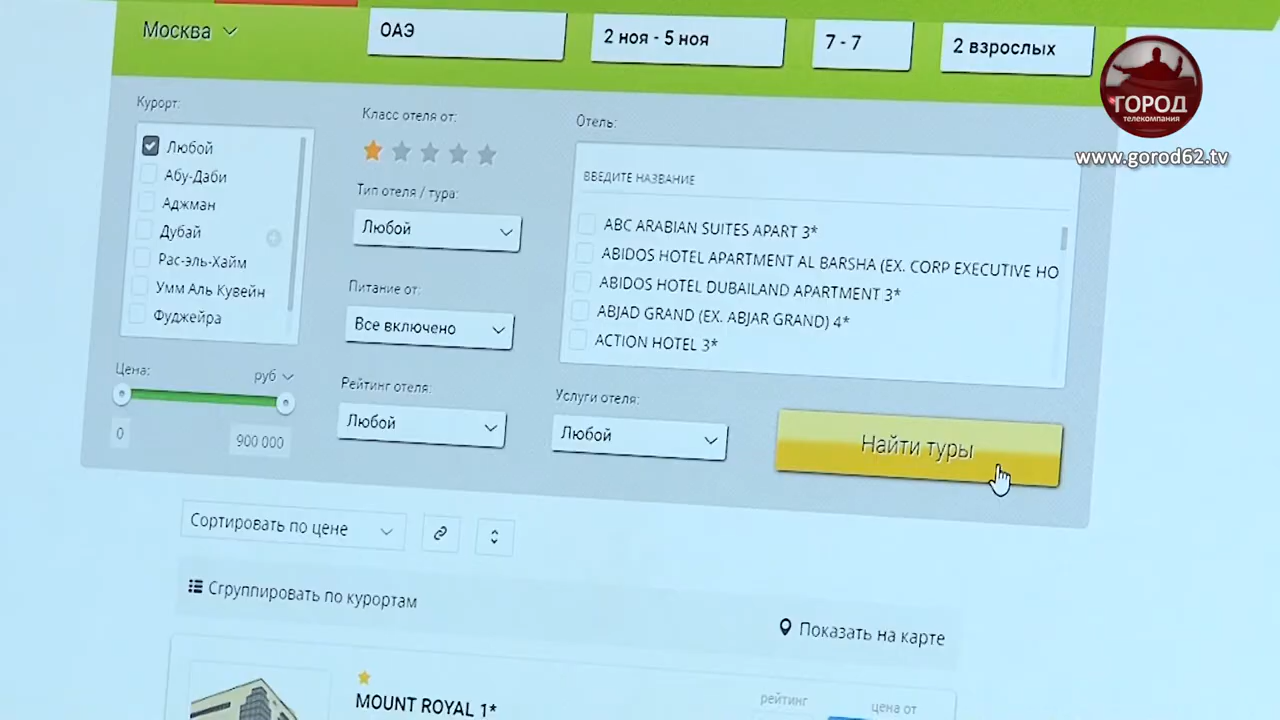 Москва
ОАЭ
2 ноя - 5 ноя
7 - 7
2 взрослых
ГОРОД
телекомпания
www.gorod62.tv
Курорт:
Любой
Абу-Даби
Аджман
Дубай
Рас-эль-Хайм
Умм Аль Кувейн
Фуджейра
Цена:
руб
0
900 000
Класс отеля от:
Тип отеля / тура:
Любой
Питание от:
Все включено
Рейтинг отеля:
Любой
Отель:
ВВЕДИТЕ НАЗВАНИЕ
ABC ARABIAN SUITES APART 3*
ABIDOS HOTEL APARTMENT AL BARSHA (EX. CORP EXECUTIVE HO
ABIDOS HOTEL DUBAILAND APARTMENT 3*
ABJAD GRAND (EX. ABJAR GRAND) 4*
ACTION HOTEL 3*
Услуги отеля:
Любой
Найти туры
Сортировать по цене
Сгруппировать по курортам
Показать на карте
MOUNT ROYAL 1*
рейтинг
цена от